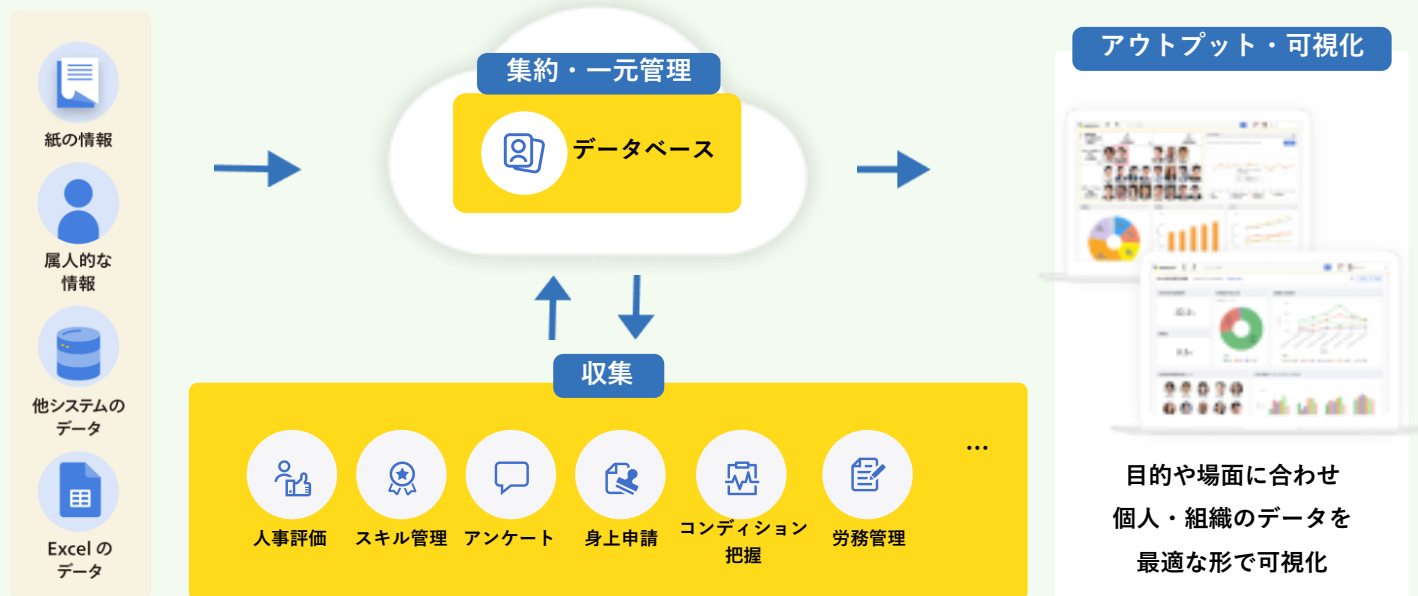 紙の情報
属人的な
情報
他システムの
データ
Excel の
データ
集約・一元管理
データベース
収集
人事評価
スキル管理
アンケート
身上申請
コンディション
把握
労務管理
…
アウトプット・可視化
目的や場面に合わせ
個人・組織のデータを
最適な形で可視化